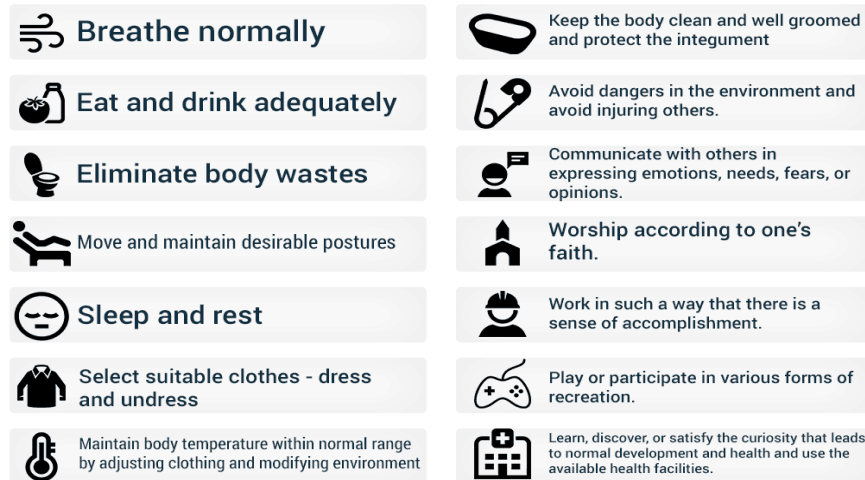 Breathe normally
Eat and drink adequately
Eliminate body wastes
Move and maintain desirable postures
Sleep and rest
Select suitable clothes - dress
and undress
Maintain body temperature within normal range
by adjusting clothing and modifying environment
Keep the body clean and well groomed
and protect the integument
Avoid dangers in the environment and
avoid injuring others.
Communicate with others in
expressing emotions, needs, fears, or
opinions.
Worship according to one's
faith.
Work in such a way that there is a
sense of accomplishment.
Play or participate in various forms of
recreation.
Learn, discover, or satisfy the curiosity that leads
to normal development and health and use the
available health facilities.